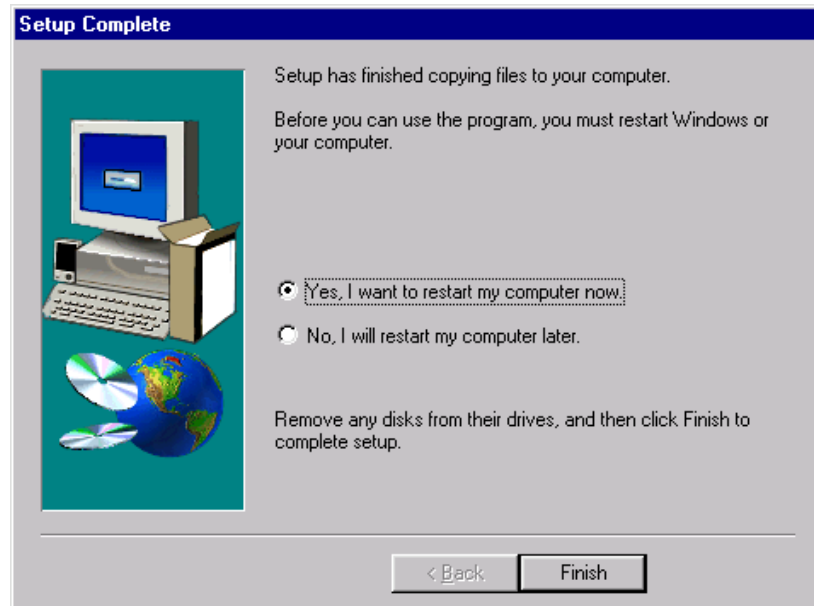 Setup Complete
Setup has finished copying files to your computer.
Before you can use the program, you must restart Windows or
your computer.
Yes, I want to restart my computer now.
No, I will restart my computer later.
Remove any disks from their drives, and then click Finish to
complete setup.
< Back
Finish